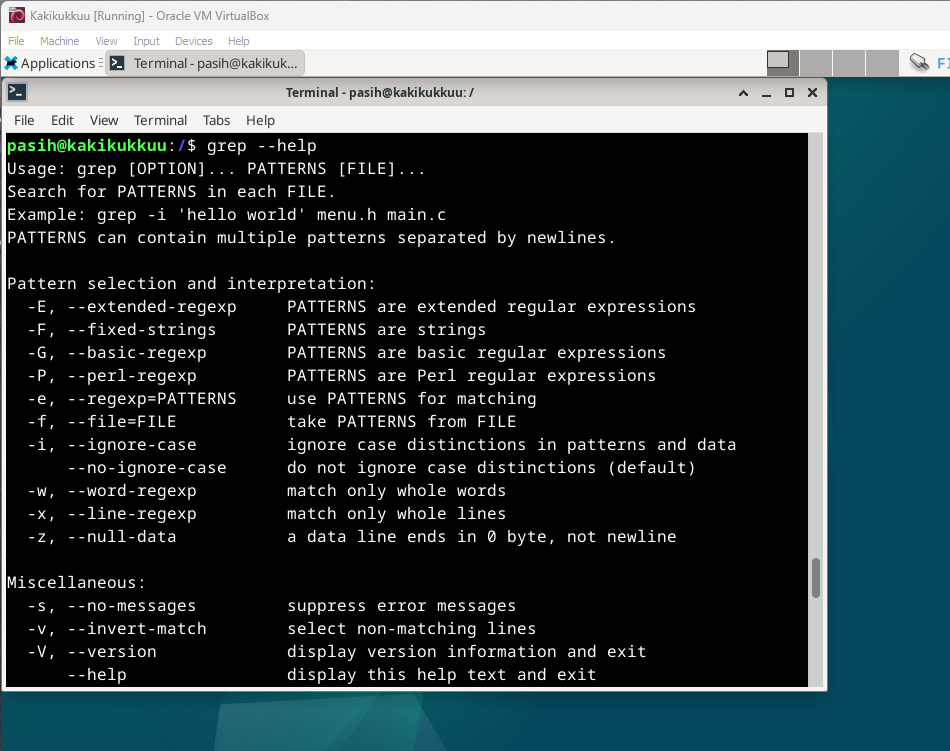 Kakikukkuu [Running] - Oracle VM VirtualBox
File Machine View Input Devices Help
Applications Terminal - pasih@kakikuk...
Terminal - pasih@kakikukkuu: /
File Edit View Terminal Tabs Help
pasih@kakikukkuu:/$ grep --help
Usage: grep [OPTION]... PATTERNS [FILE]...
Search for PATTERNS in each FILE.
Example: grep -i 'hello world' menu.h main.c
PATTERNS can contain multiple patterns separated by newlines.

Pattern selection and interpretation:
  -E, --extended-regexp     PATTERNS are extended regular expressions
  -F, --fixed-strings       PATTERNS are strings
  -G, --basic-regexp        PATTERNS are basic regular expressions
  -P, --perl-regexp         PATTERNS are Perl regular expressions
  -e, --regexp=PATTERNS     use PATTERNS for matching
  -f, --file=FILE           take PATTERNS from FILE
  -i, --ignore-case         ignore case distinctions in patterns and data
      --no-ignore-case      do not ignore case distinctions (default)
  -w, --word-regexp         match only whole words
  -x, --line-regexp         match only whole lines
  -z, --null-data           a data line ends in 0 byte, not newline

Miscellaneous:
  -s, --no-messages         suppress error messages
  -v, --invert-match        select non-matching lines
  -V, --version             display version information and exit
      --help                display this help text and exit